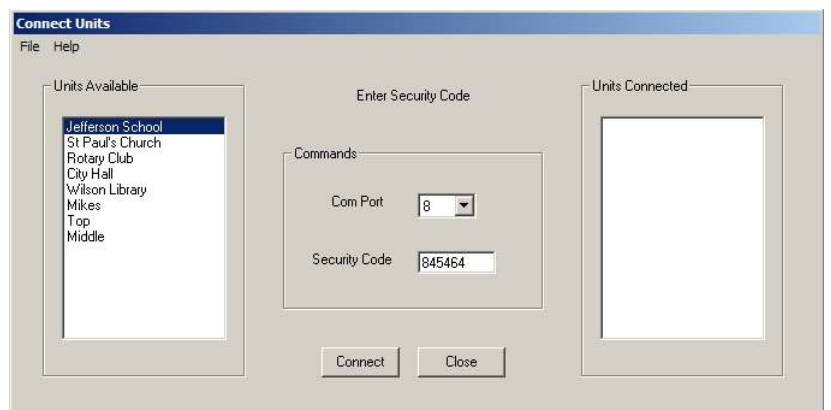 Connect Units
File Help
Units Available
Jefferson School
St Paul's Church
Rotary Club
City Hall
Wilson Library
Mikes
Top
Middle
Enter Security Code
Commands
Com Port 8
Security Code 845464
Connect Close
Units Connected